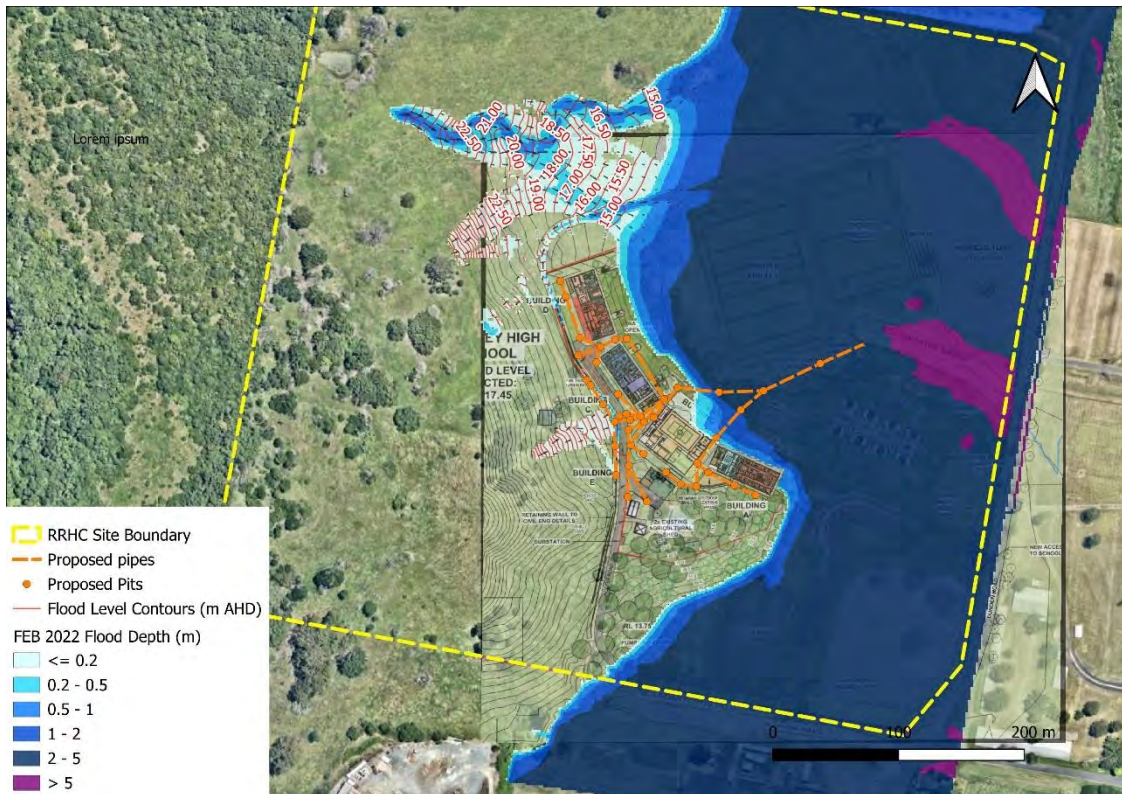 Lorem ipsum
22.50
21.00
20.00
19.00
18.50
18.00
17.50
17.00
16.50
16.00
15.50
15.00
15.00
22.50
BUILDING
D
EY HIGH
OOL
D LEVEL
CTED:
17.45
BUILDING
C
BL
BUILDING
E
BUILDING
A
RETAINING WALL TO
CIVIL ENG DETAILS
SUBSTATION
2x EXISTING
AGRICULTURAL
SHED
RL 13.75
NEW ACCESS
TO SCHOOL
RRHC Site Boundary
Proposed pipes
Proposed Pits
Flood Level Contours (m AHD)
FEB 2022 Flood Depth (m)
<= 0.2
0.2 - 0.5
0.5 - 1
1 - 2
2 - 5
> 5
0 100 200 m